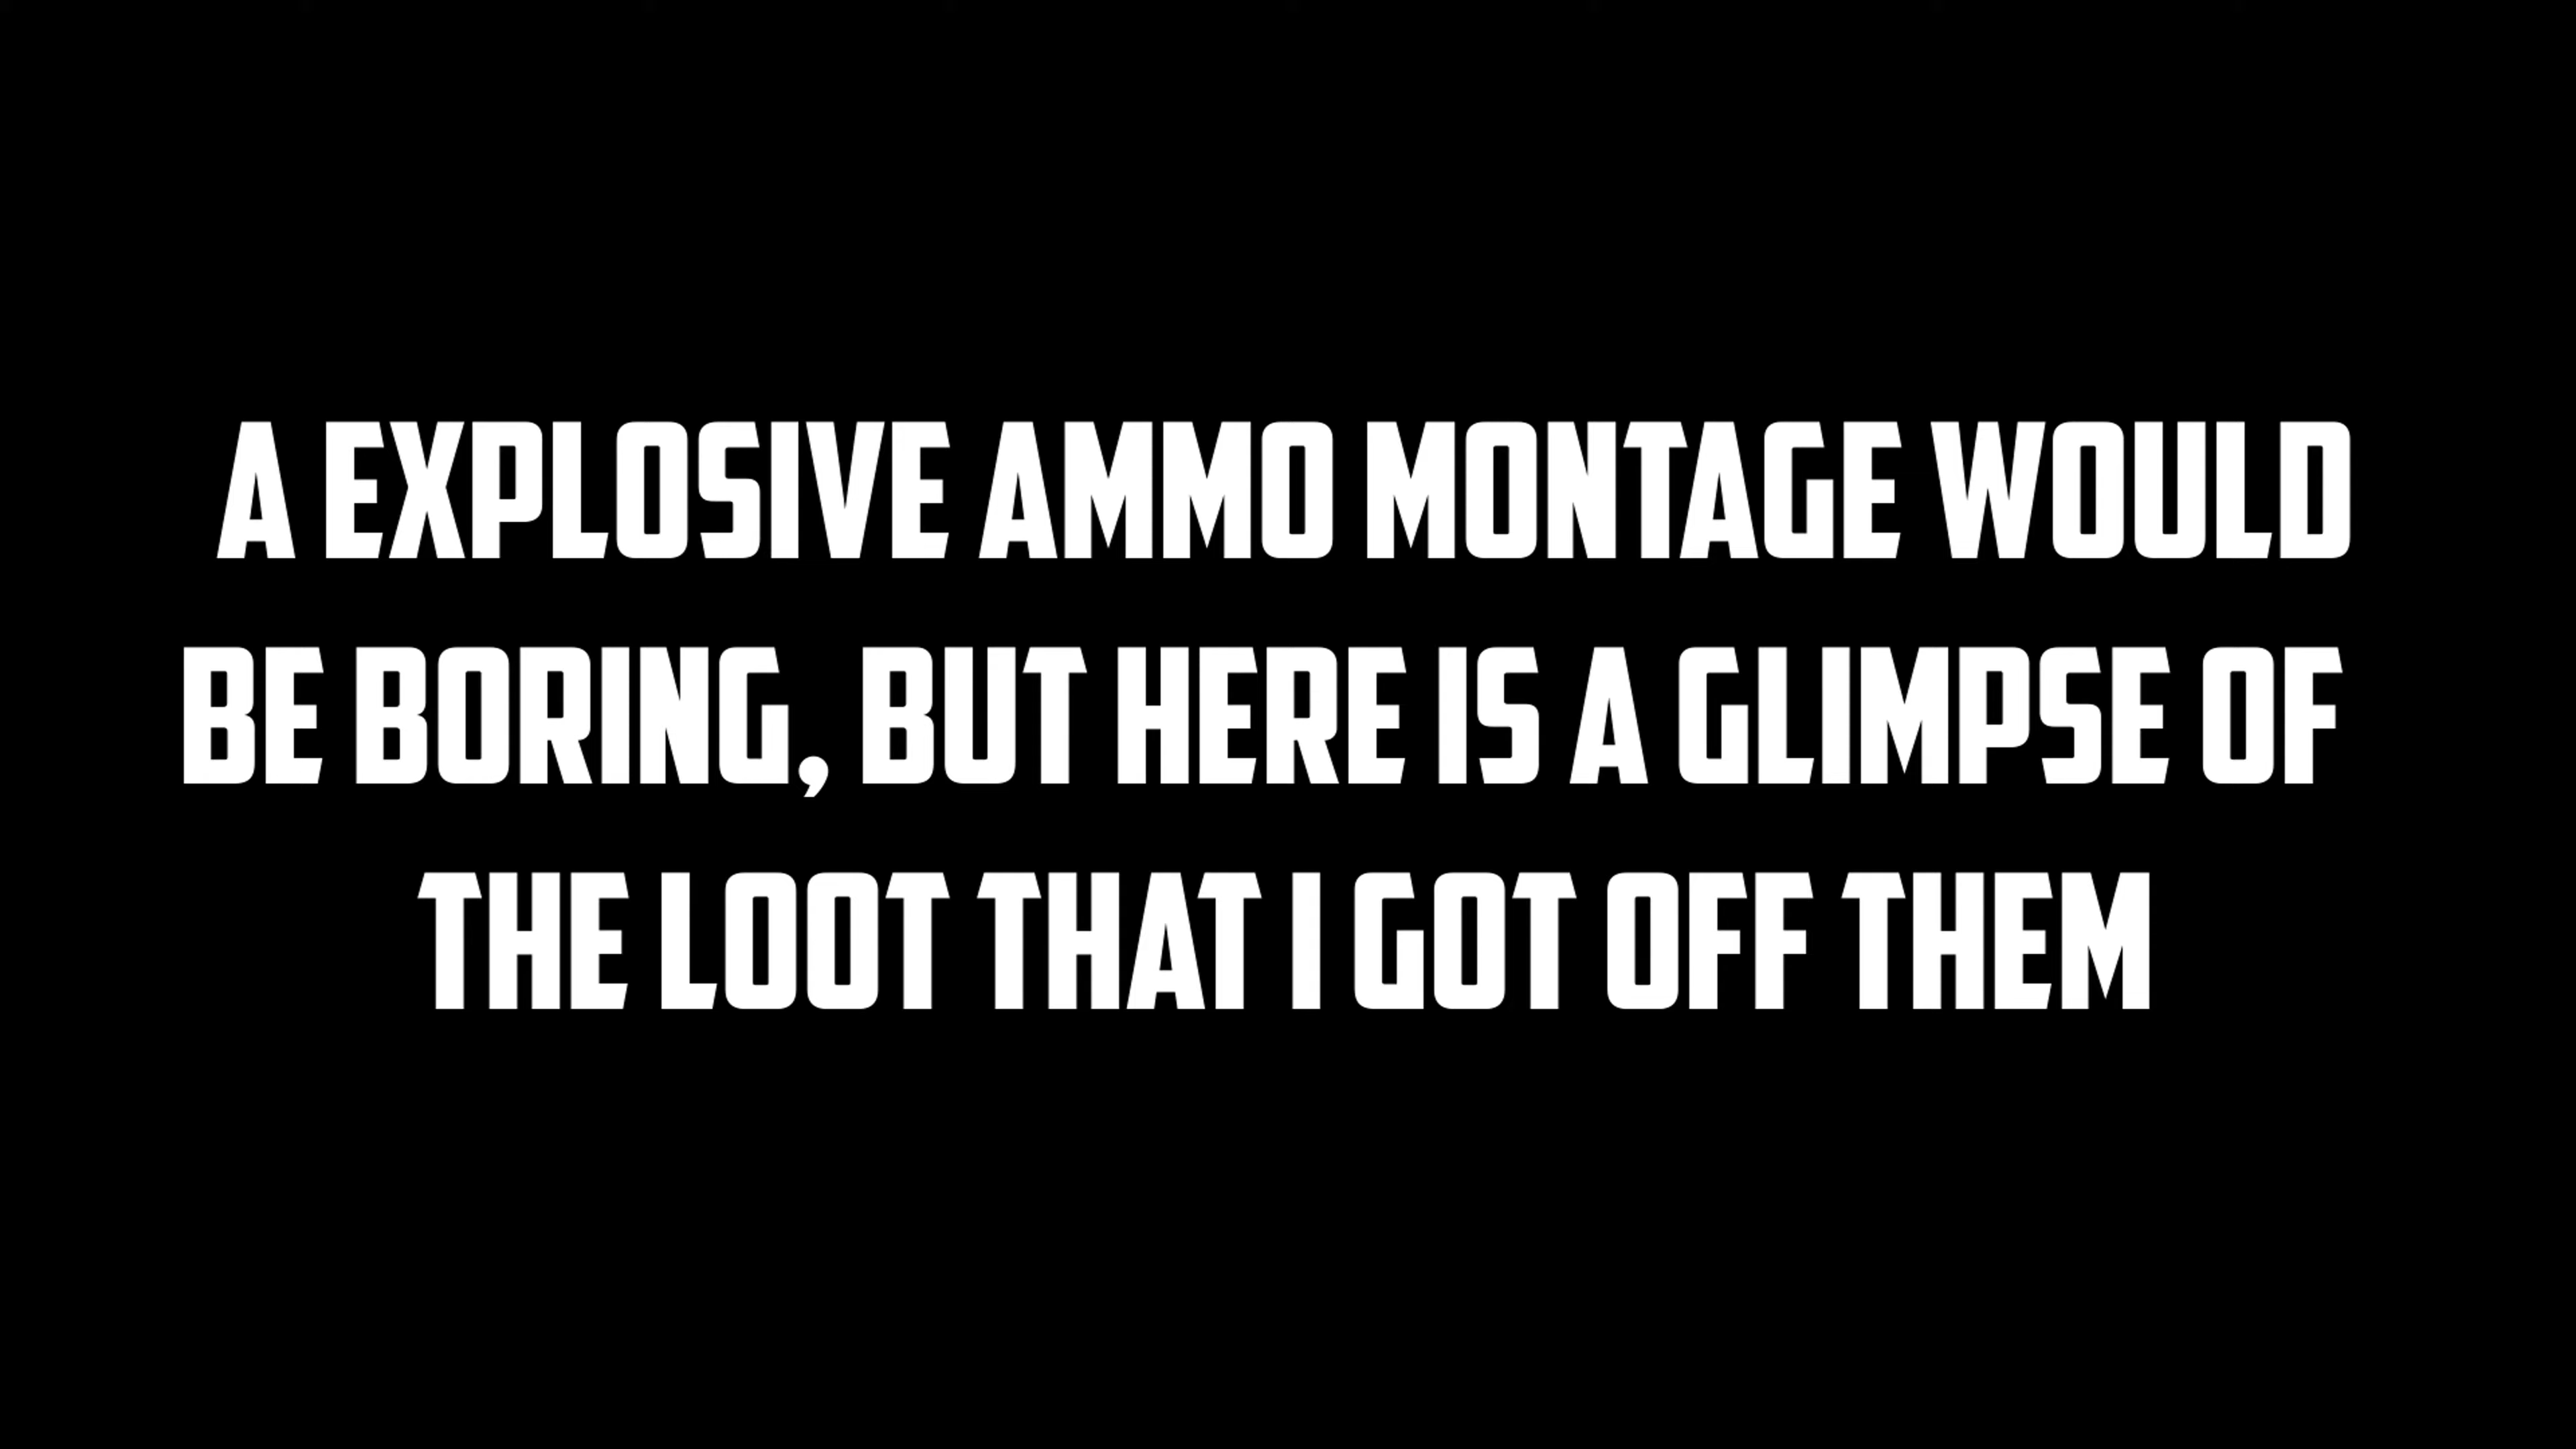 A EXPLOSIVE AMMO MONTAGE WOULD
BE BORING, BUT HERE IS A GLIMPSE OF
THE LOOT THAT I GOT OFF THEM